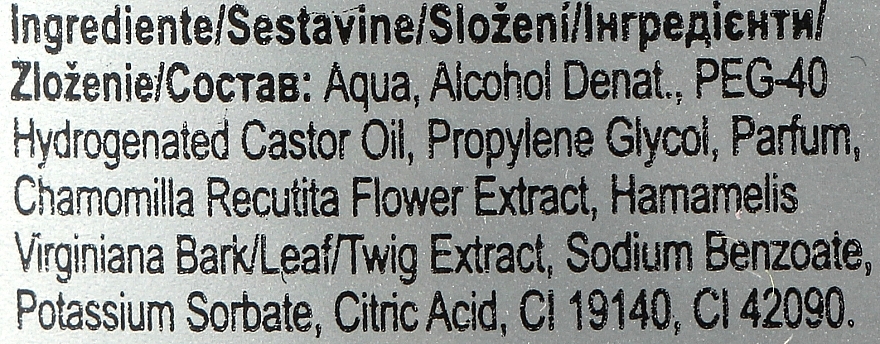 Ingrediente/Sestavine/Složení/Інгредієнти/
Zloženie/Состав: Aqua, Alcohol Denat., PEG-40
Hydrogenated Castor Oil, Propylene Glycol, Parfum,
Chamomilla Recutita Flower Extract, Hamamelis
Virginiana Bark/Leaf/Twig Extract, Sodium Benzoate,
Potassium Sorbate, Citric Acid, CI 19140, CI 42090.